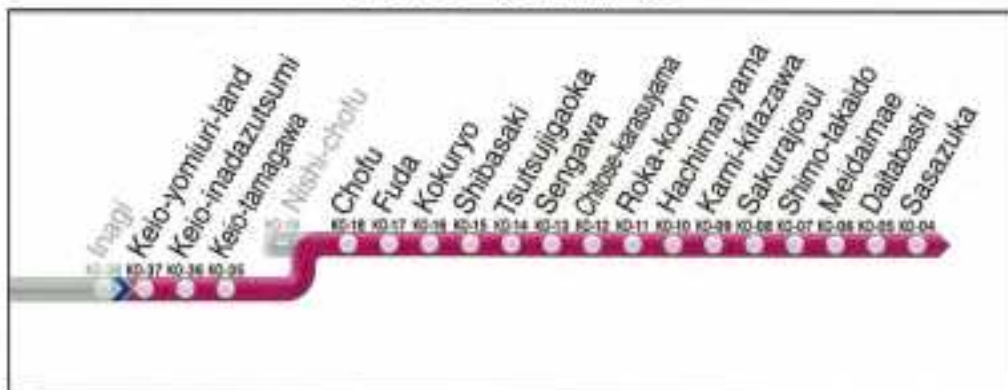 Inagi
Keio-yomiuri-land
Keio-inadazutsumi
Keio-tamagawa
Nishi-chofu
Chofu
Fuda
Kokuryo
Shibasaki
Tsutsujigaoka
Sengawa
Chitose-karasuyama
Roka-koen
Hachimanyama
Kami-kitazawa
Sakurajosui
Shimo-takaido
Meidaimae
Daitabashi
Sasazuka
KO-18 KO-17 KO-16 KO-15 KO-14 KO-13 KO-12 KO-11 KO-10 KO-09 KO-08 KO-07 KO-06 KO-05 KO-04
KO-37 KO-36 KO-35